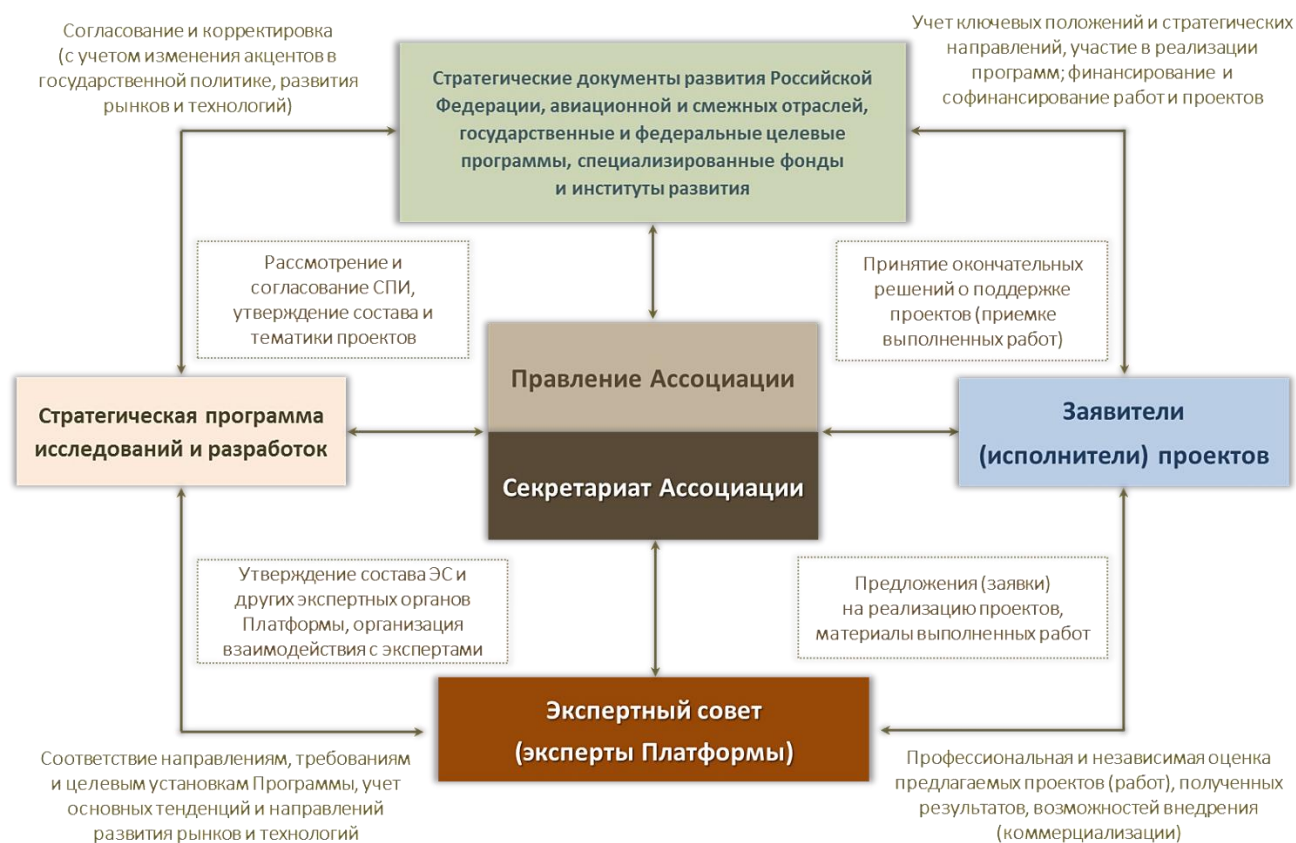 Согласование и корректировка
(с учетом изменения акцентов в
государственной политике, развития
рынков и технологий)
Стратегические документы развития Российской
Федерации, авиационной и смежных отраслей,
государственные и федеральные целевые
программы, специализированные фонды
и институты развития
Учет ключевых положений и стратегических
направлений, участие в реализации
программ; финансирование и
софинансирование работ и проектов
Рассмотрение и
согласование СПИ,
утверждение состава и
тематики проектов
Принятие окончательных
решений о поддержке
проектов (приемке
выполненных работ)
Стратегическая программа
исследований и разработок
Правление Ассоциации
Секретариат Ассоциации
Заявители
(исполнители) проектов
Утверждение состава ЭС и
других экспертных органов
Платформы, организация
взаимодействия с экспертами
Предложения (заявки)
на реализацию проектов,
материалы выполненных работ
Экспертный совет
(эксперты Платформы)
Соответствие направлениям, требованиям
и целевым установкам Программы, учет
основных тенденций и направлений
развития рынков и технологий
Профессиональная и независимая оценка
предлагаемых проектов (работ), полученных
результатов, возможностей внедрения
(коммерциализации)